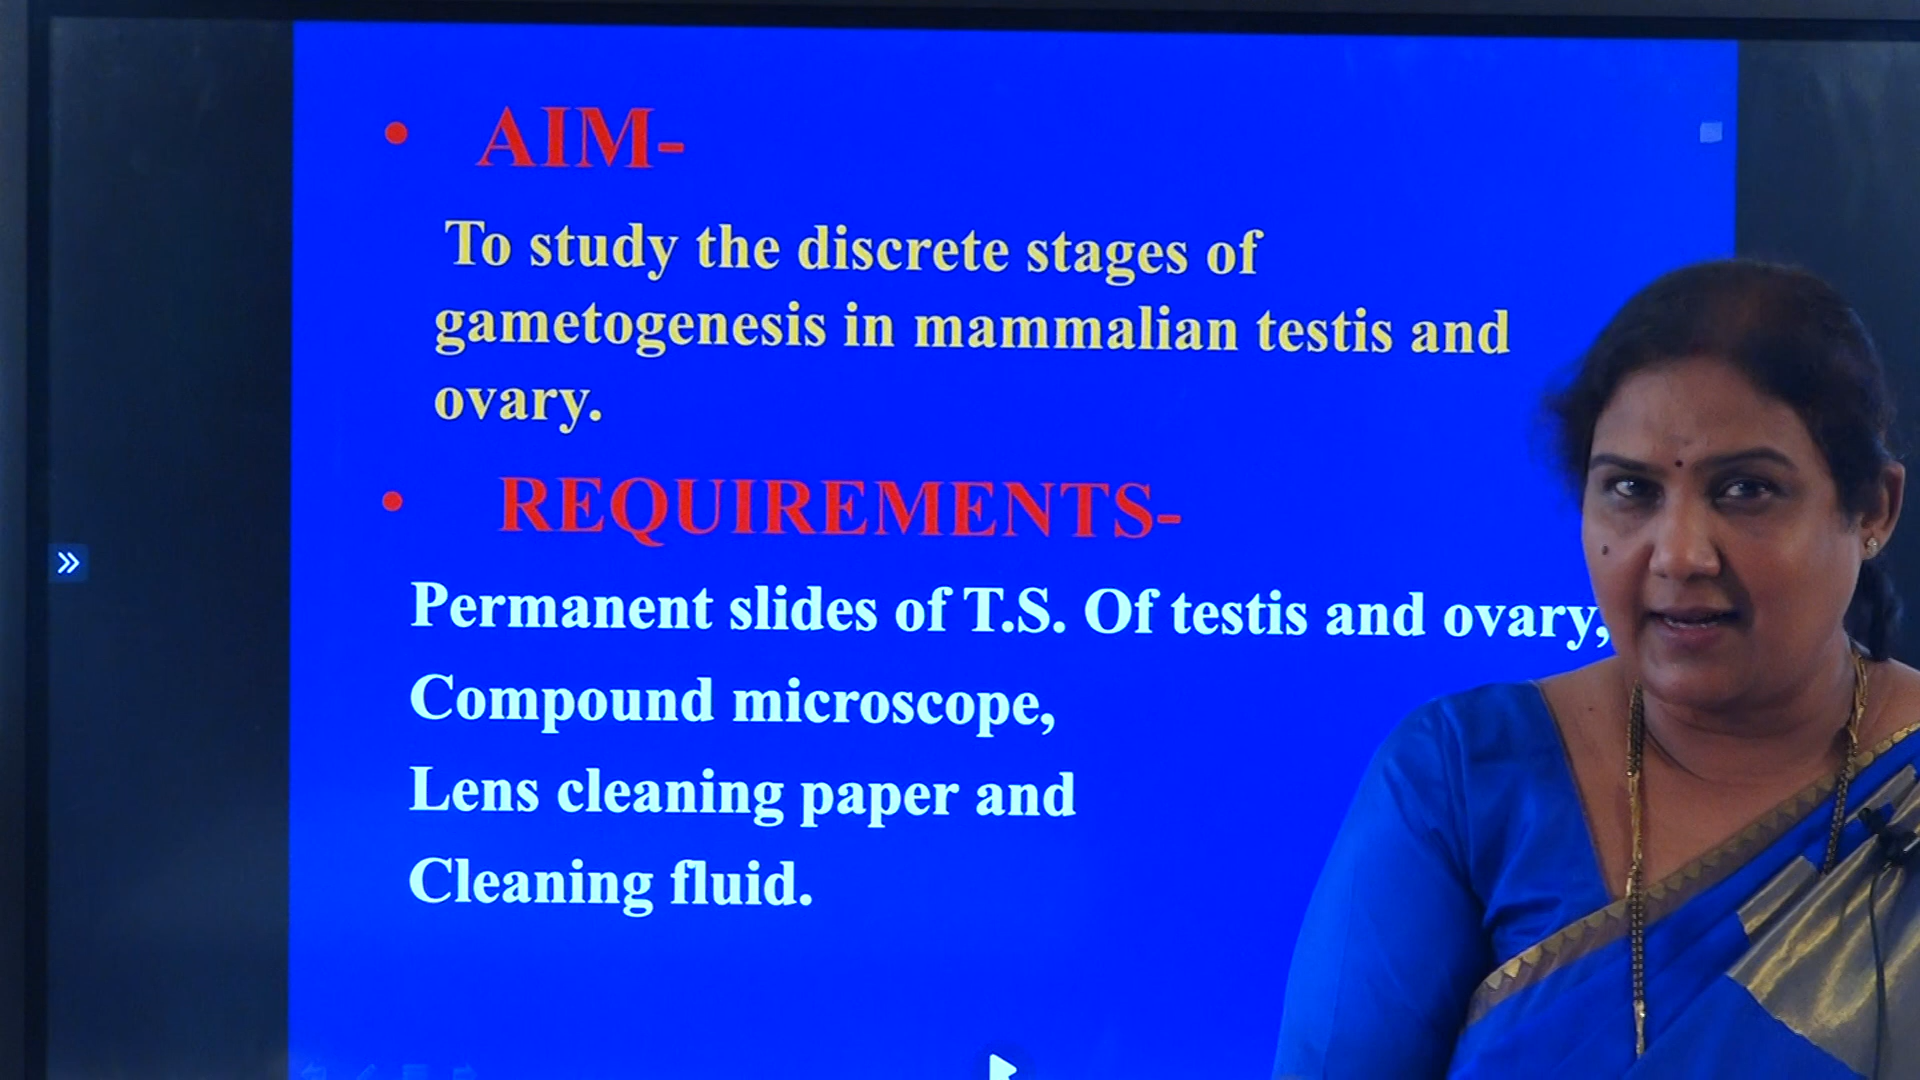 • AIM-
To study the discrete stages of
gametogenesis in mammalian testis and
ovary.
• REQUIREMENTS-
Permanent slides of T.S. Of testis and ovary,
Compound microscope,
Lens cleaning paper and
Cleaning fluid.